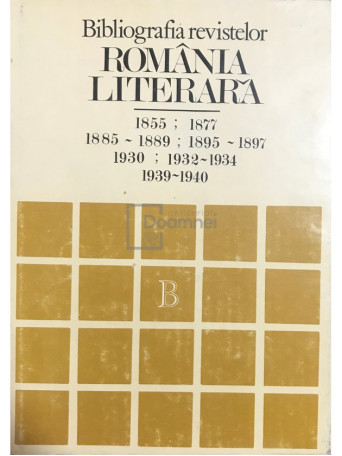 Bibliografia revistelor
ROMÂNIA
LITERARĂ
1855 ; 1877
1885 ~ 1889 ; 1895 ~ 1897
1930 ; 1932~1934
1939~1940
Doamnei
B